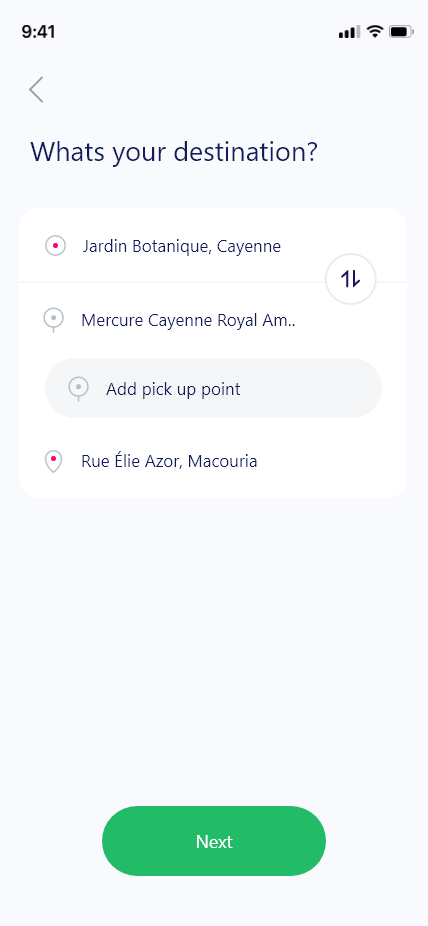 9:41
Whats your destination?
Jardin Botanique, Cayenne
Mercure Cayenne Royal Am..
Add pick up point
Rue Élie Azor, Macouria
Next